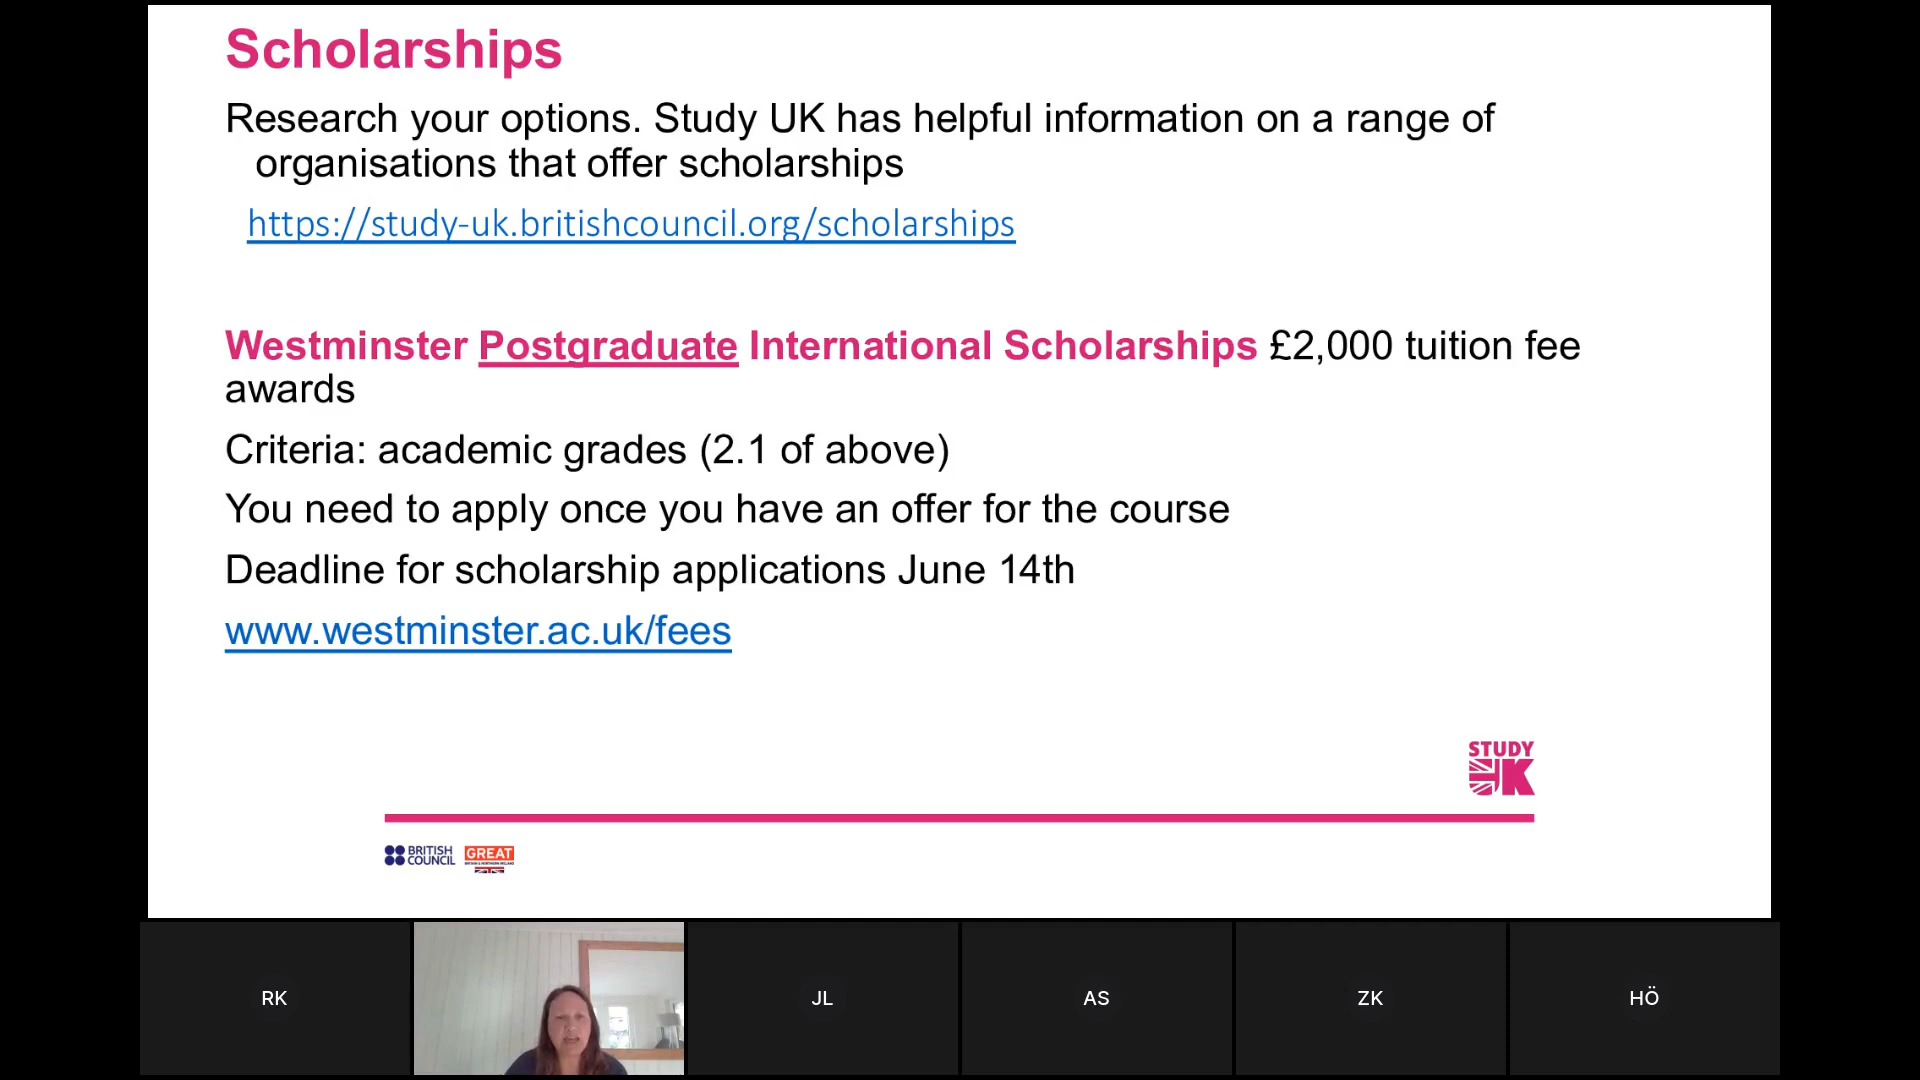 Scholarships
Research your options. Study UK has helpful information on a range of
organisations that offer scholarships
https://study-uk.britishcouncil.org/scholarships
Westminster Postgraduate International Scholarships £2,000 tuition fee
awards
Criteria: academic grades (2.1 of above)
You need to apply once you have an offer for the course
Deadline for scholarship applications June 14th
www.westminster.ac.uk/fees
STUDY
UK
BRITISH
COUNCIL
GREAT
RK
JL
AS
ZK
HÖ